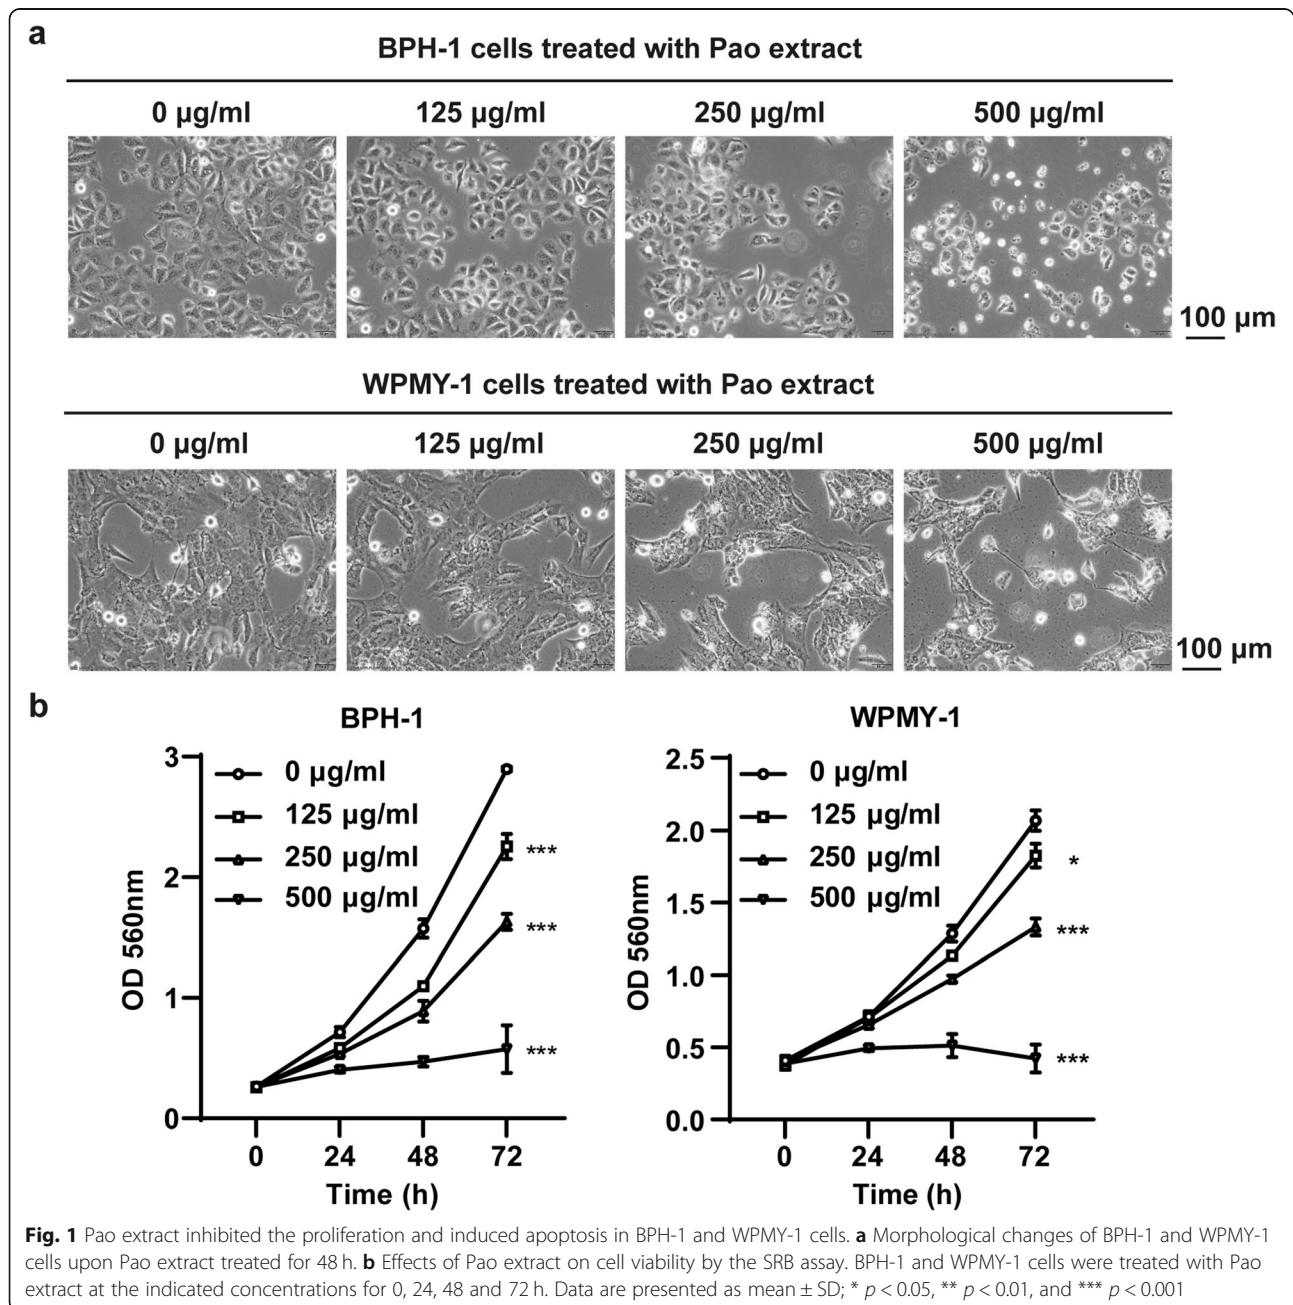 a
BPH-1 cells treated with Pao extract
0 µg/ml 125 µg/ml 250 µg/ml 500 µg/ml
100 µm
WPMY-1 cells treated with Pao extract
0 µg/ml 125 µg/ml 250 µg/ml 500 µg/ml
100 µm
b
BPH-1
3
2
1
0
OD 560nm
0 µg/ml
125 µg/ml
250 µg/ml
500 µg/ml
***
***
***
0 24 48 72
Time (h)
WPMY-1
2.5
2.0
1.5
1.0
0.5
0.0
OD 560nm
0 µg/ml
125 µg/ml
250 µg/ml
500 µg/ml
*
***
***
0 24 48 72
Time (h)
Fig. 1 Pao extract inhibited the proliferation and induced apoptosis in BPH-1 and WPMY-1 cells. a Morphological changes of BPH-1 and WPMY-1
cells upon Pao extract treated for 48 h. b Effects of Pao extract on cell viability by the SRB assay. BPH-1 and WPMY-1 cells were treated with Pao
extract at the indicated concentrations for 0, 24, 48 and 72 h. Data are presented as mean ± SD; * p < 0.05, ** p < 0.01, and *** p < 0.001